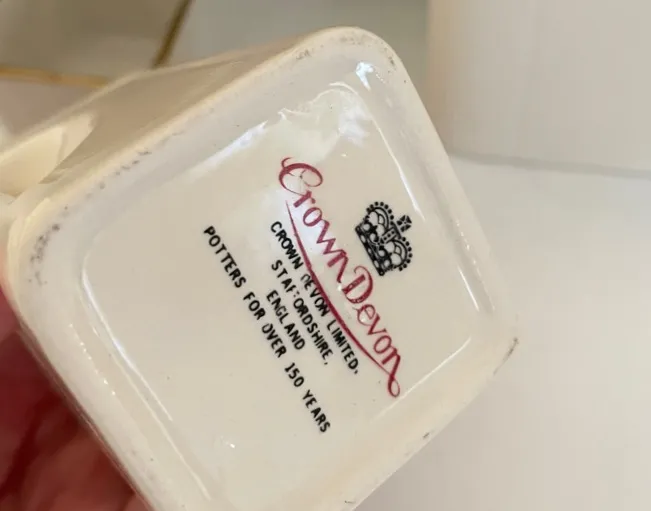 Crown Devon
CROWN DEVON LIMITED.
STAFFORDSHIRE,
ENGLAND
POTTERS FOR OVER 150 YEARS